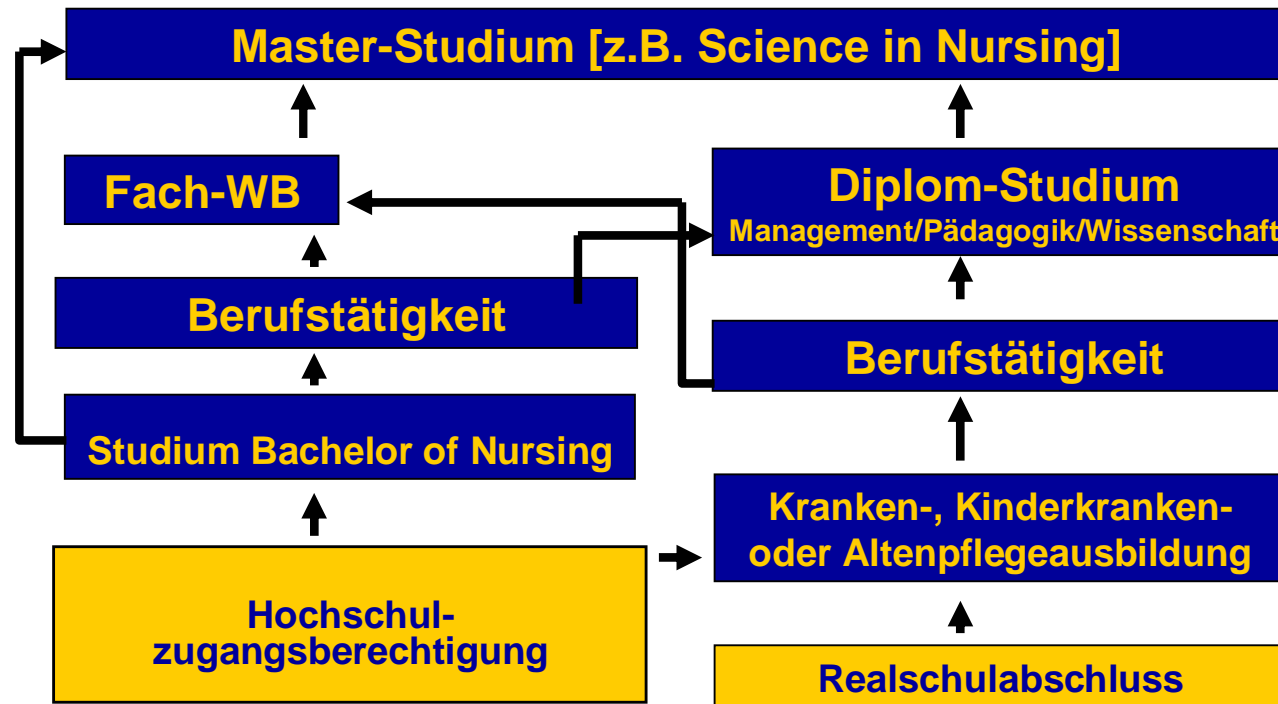 Master-Studium [z.B. Science in Nursing]
Fach-WB
Diplom-Studium
Management/Pädagogik/Wissenschaft
Berufstätigkeit
Berufstätigkeit
Studium Bachelor of Nursing
Kranken-, Kinderkranken-
oder Altenpflegeausbildung
Hochschul-
zugangsberechtigung
Realschulabschluss